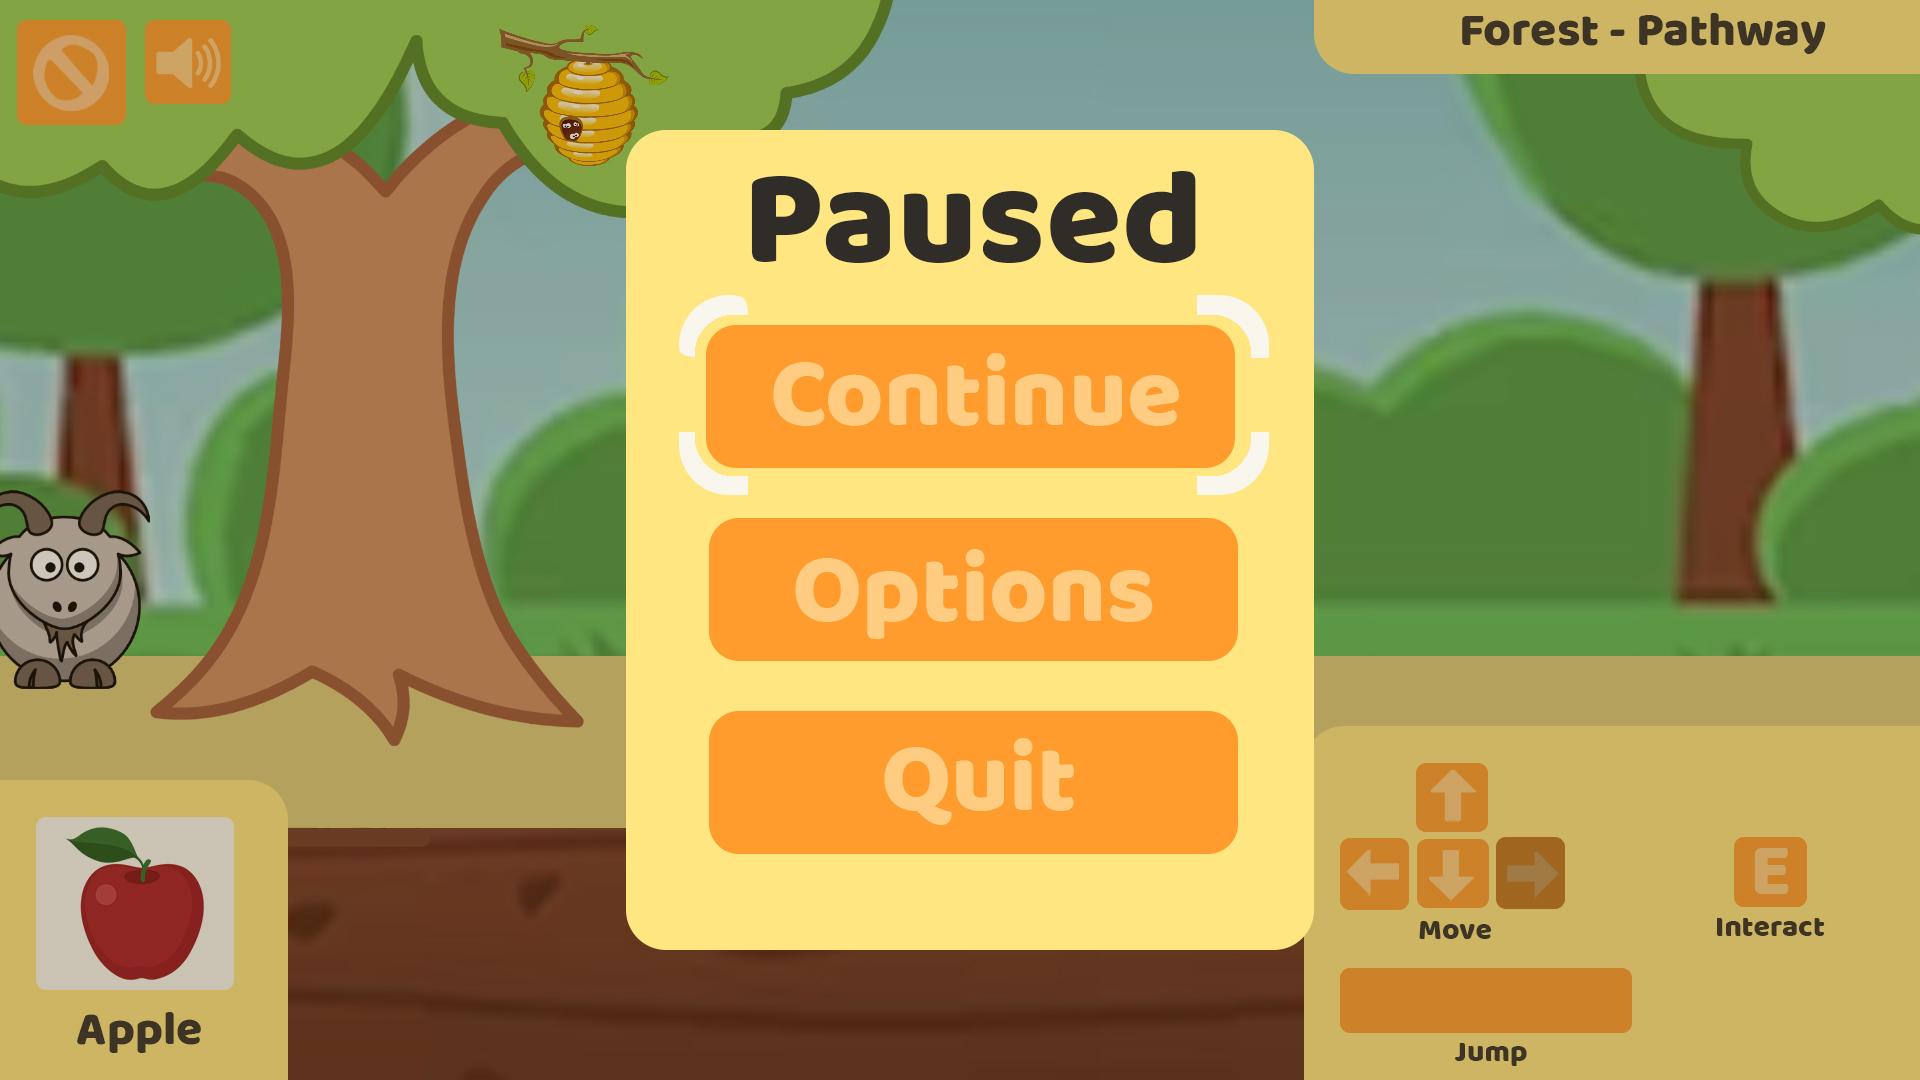 Forest - Pathway
Paused
Continue
Options
Quit
Apple
Move
E
Interact
Jump